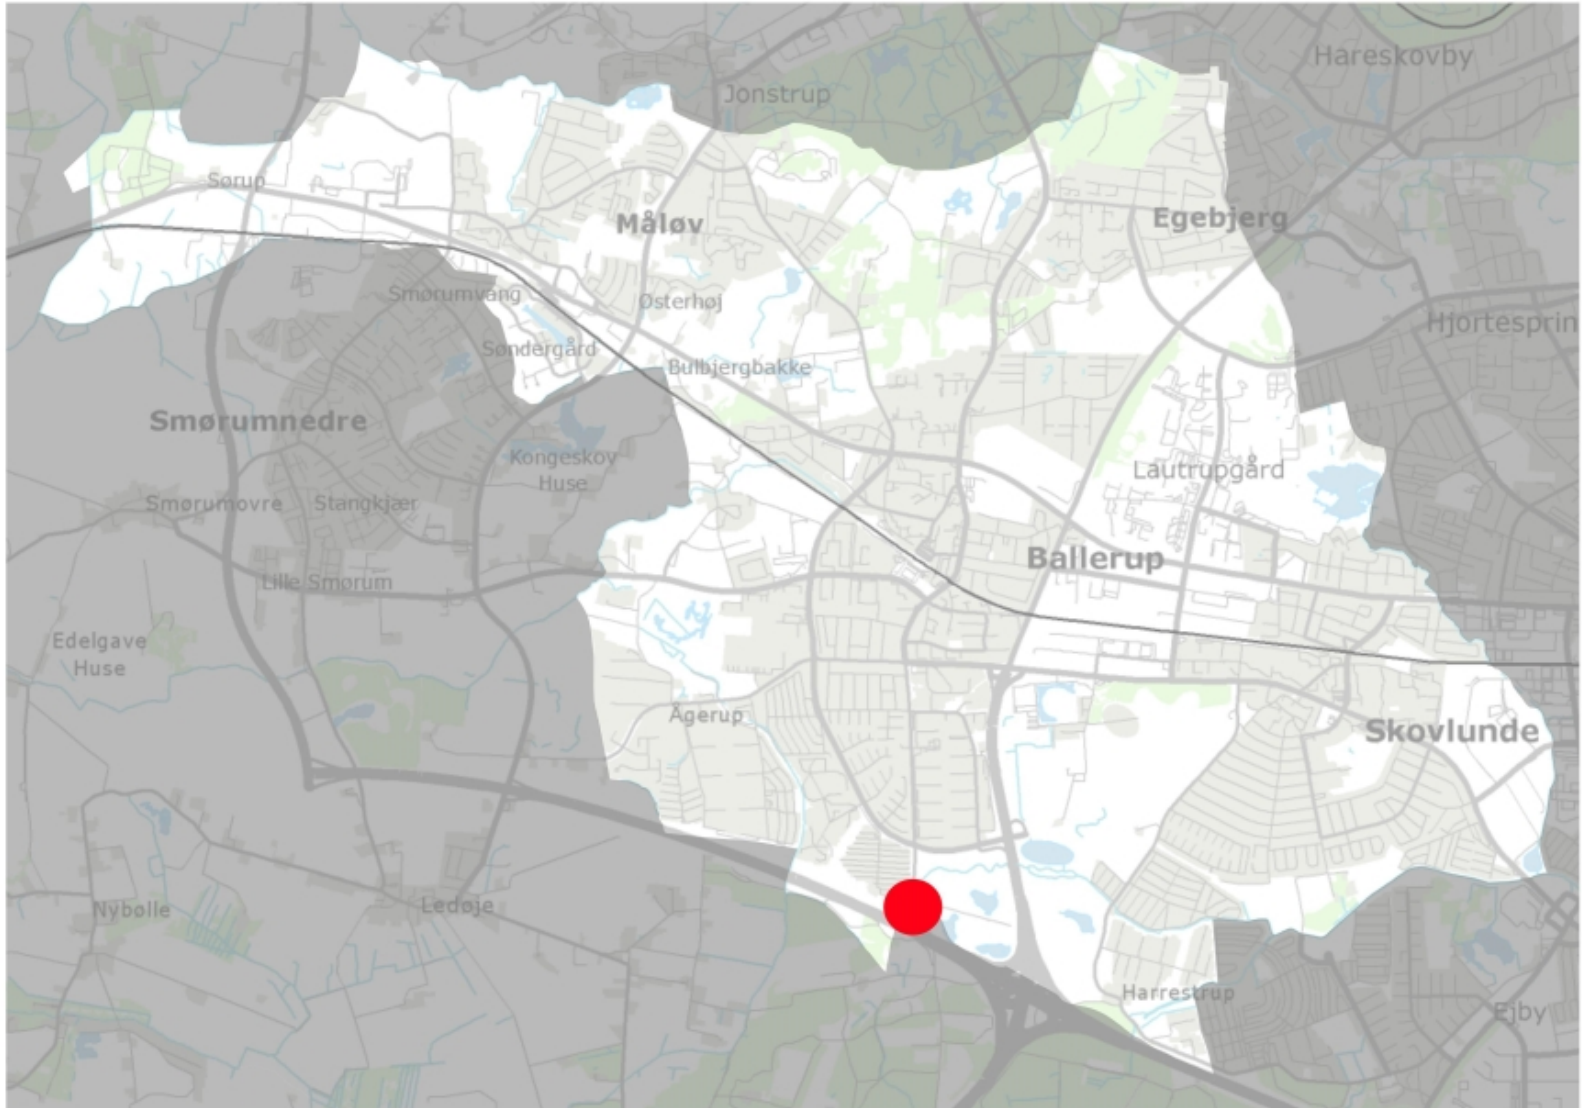 Hareskovby
Jonstrup
Sørup
Måløv
Egebjerg
Smørumvang
Østerhøj
Hjortesprin
Søndergård
Bulbjergbakke
Smørumnedre
Kongeskov
Huse
Lautrupgård
Smørumovre
Stangkjær
Ballerup
Lille Smørum
Edelgave
Huse
Ågerup
Skovlunde
Nybølle
Ledøje
Harrestrup
Ejby